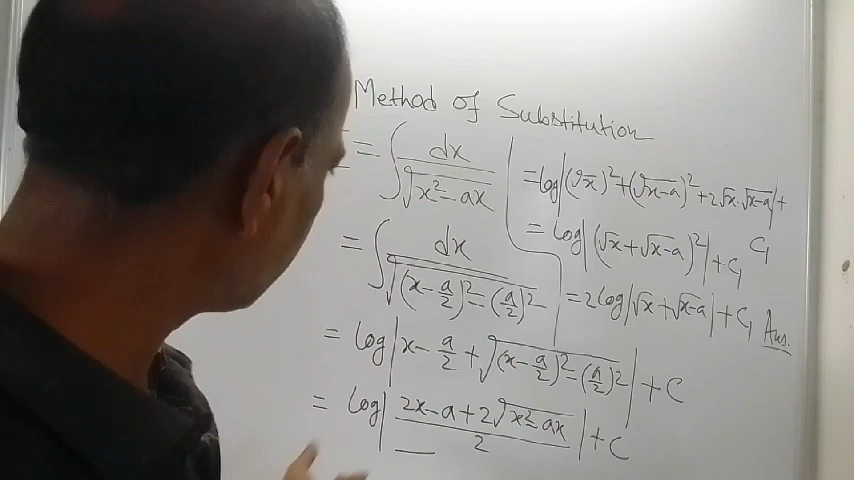 Method of Substitution
= ∫ dx / √(x² - ax)
= ∫ dx / √((x - a/2)² - (a/2)²)
= log|x - a/2 + √((x - a/2)² - (a/2)²)| + C
= log|(2x - a + 2√(x² - ax)) / 2| + C
= log|(√x)² + (√(x-a))² + 2√x·√(x-a)| + C₁
= log|(√x + √(x-a))²| + C₁
= 2log|√x + √(x-a)| + C₁ Ans.